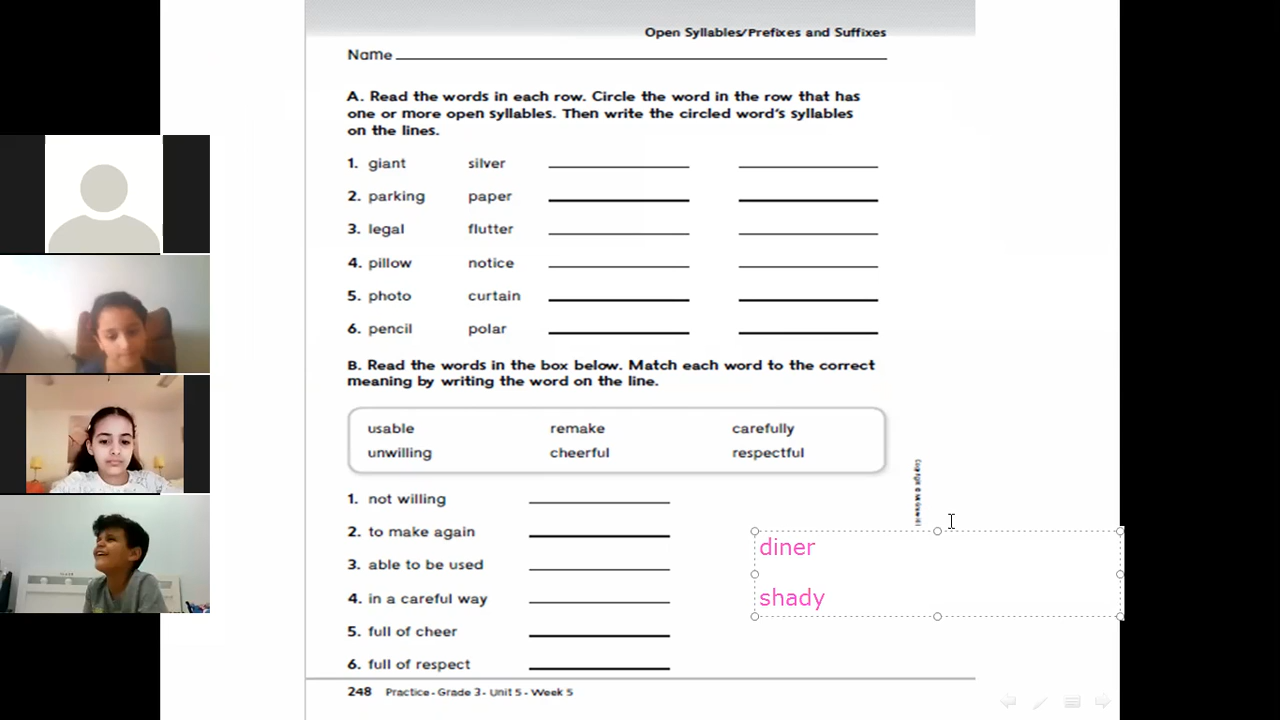 Open Syllables/Prefixes and Suffixes
Name
A. Read the words in each row. Circle the word in the row that has
one or more open syllables. Then write the circled word's syllables
on the lines.
1. giant silver
2. parking paper
3. legal flutter
4. pillow notice
5. photo curtain
6. pencil polar
B. Read the words in the box below. Match each word to the correct
meaning by writing the word on the line.
usable remake carefully
unwilling cheerful respectful
1. not willing
2. to make again
3. able to be used
4. in a careful way
5. full of cheer
6. full of respect
diner
shady
248 Practice • Grade 3 • Unit 5 • Week 5